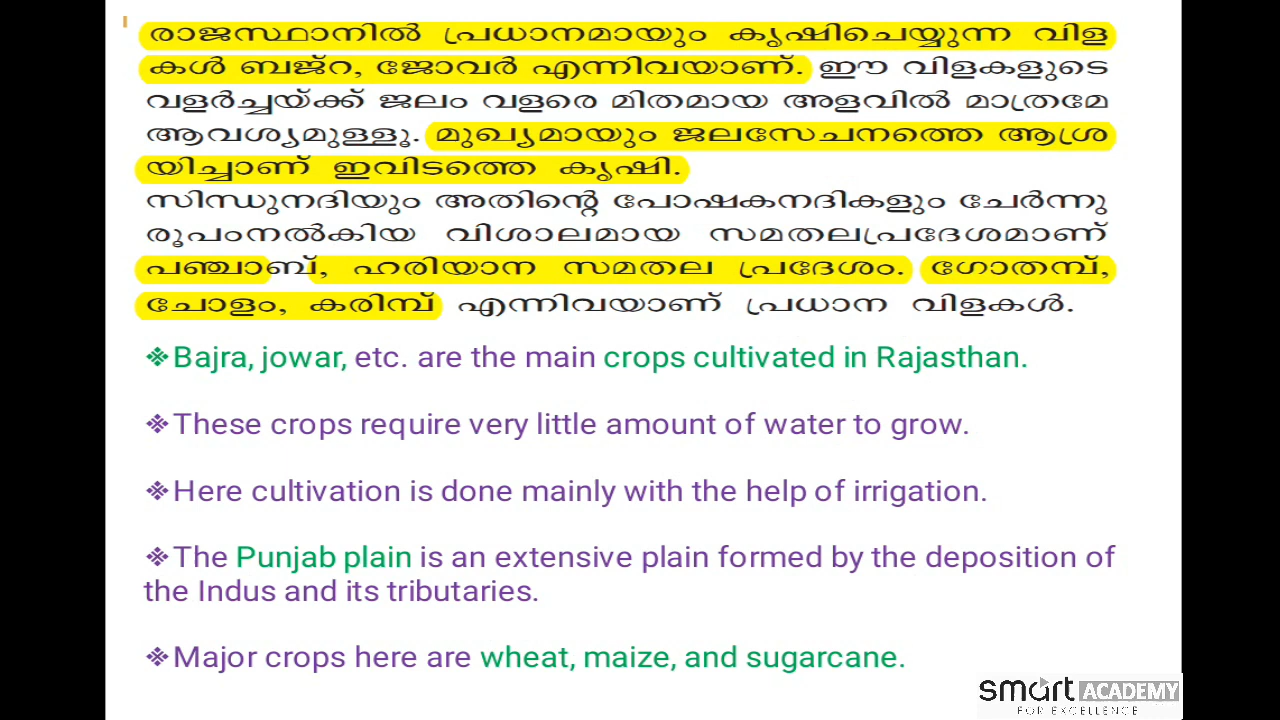 രാജസ്ഥാനിൽ പ്രധാനമായും കൃഷിചെയ്യുന്ന വിള
കൾ ബജ്റ, ജോവർ എന്നിവയാണ്. ഈ വിളകളുടെ
വളർച്ചയ്ക്ക് ജലം വളരെ മിതമായ അളവിൽ മാത്രമേ
ആവശ്യമുള്ളൂ. മുഖ്യമായും ജലസേചനത്തെ ആശ്ര
യിച്ചാണ് ഇവിടത്തെ കൃഷി.
സിന്ധുനദിയും അതിന്റെ പോഷകനദികളും ചേർന്നു
രൂപംനൽകിയ വിശാലമായ സമതലപ്രദേശമാണ്
പഞ്ചാബ്, ഹരിയാന സമതല പ്രദേശം. ഗോതമ്പ്,
ചോളം, കരിമ്പ് എന്നിവയാണ് പ്രധാന വിളകൾ.
❖Bajra, jowar, etc. are the main crops cultivated in Rajasthan.
❖These crops require very little amount of water to grow.
❖Here cultivation is done mainly with the help of irrigation.
❖The Punjab plain is an extensive plain formed by the deposition of
the Indus and its tributaries.
❖Major crops here are wheat, maize, and sugarcane.
smart ACADEMY
FOR EXCELLENCE